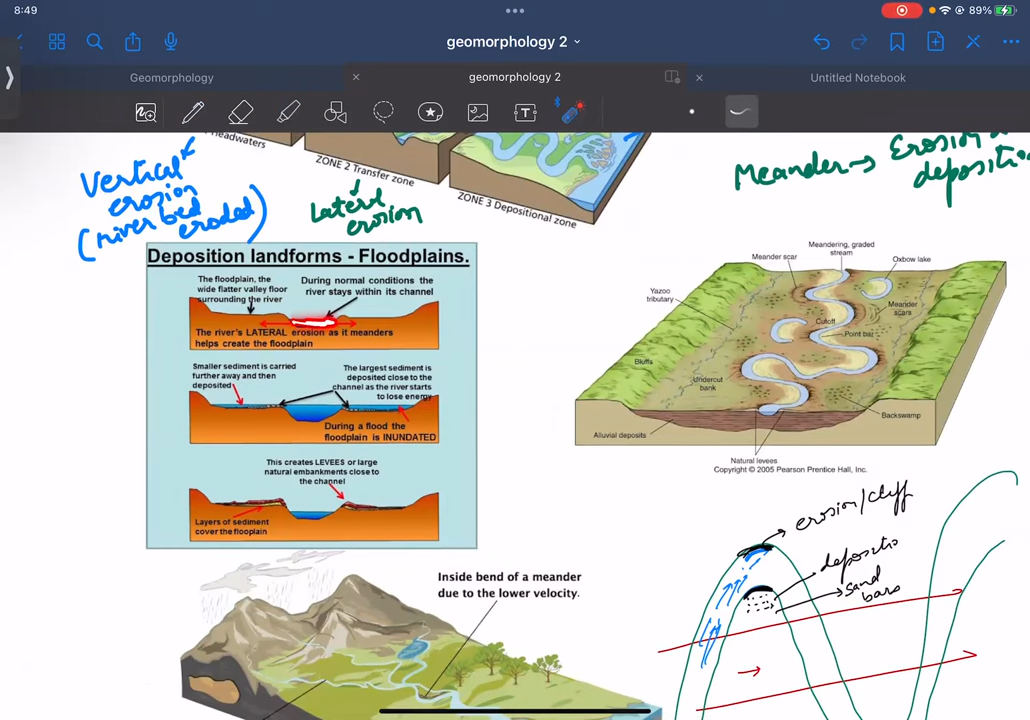 8:49
89%
geomorphology 2
Geomorphology
geomorphology 2
Untitled Notebook
Headwaters
ZONE 2 Transfer zone
ZONE 3 Depositional zone
Vertical
erosion
(river bed
eroded)
Lateral
erosion
Meander → Erosion
deposition
Deposition landforms - Floodplains.
The floodplain, the
wide flatter valley floor
surrounding the river
During normal conditions the
river stays within its channel
The river's LATERAL erosion as it meanders
helps create the floodplain
Smaller sediment is carried
further away and then
deposited
The largest sediment is
deposited close to the
channel as the river starts
to lose energy
During a flood the
floodplain is INUNDATED
This creates LEVEES or large
natural embankments close to
the channel
Layers of sediment
cover the flooplain
Meandering, graded
stream
Meander scar
Oxbow lake
Yazoo
tributary
Meander
scars
Cutoff
Point bar
Bluffs
Undercut
bank
Backswamp
Alluvial deposits
Natural levees
Copyright © 2005 Pearson Prentice Hall, Inc.
erosion/cliff
depositio
sand
bars
Inside bend of a meander
due to the lower velocity.